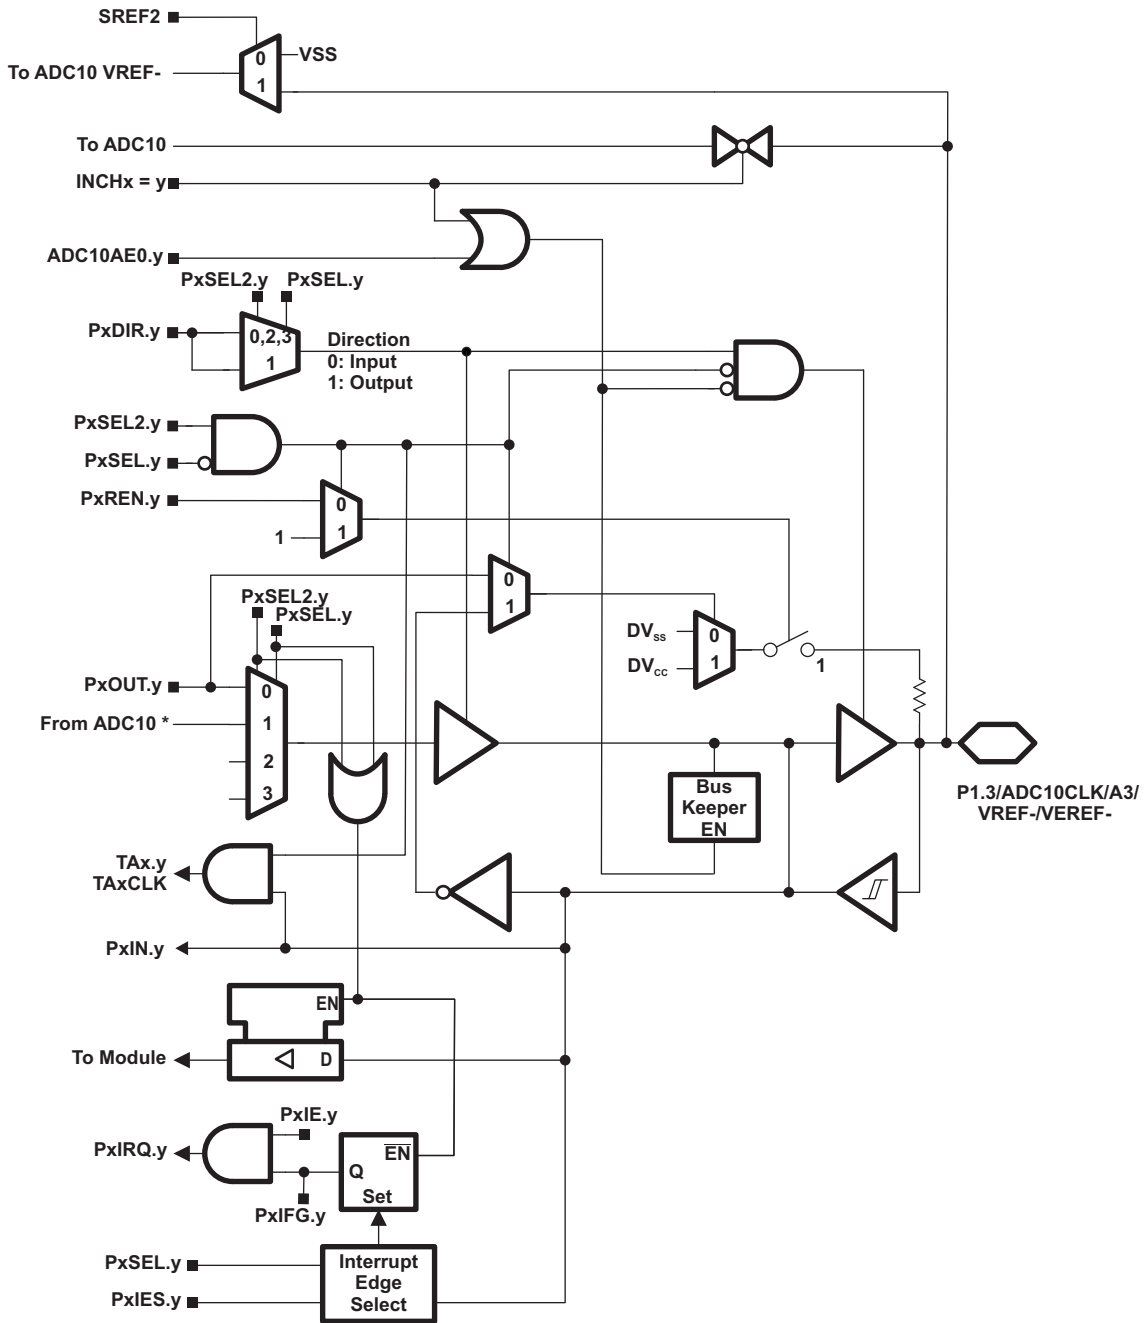 SREF2
0
VSS
To ADC10 VREF-
1
To ADC10
INCHx = y
ADC10AE0.y
PxSEL2.y PxSEL.y
PxDIR.y
0,2,3
1
Direction
0: Input
1: Output
PxSEL2.y
PxSEL.y
PxREN.y
0
1
1
0
1
PxSEL2.y
PxSEL.y
DVSS
0
DVCC
1
1
PxOUT.y
0
From ADC10 *
1
2
3
Bus
Keeper
EN
P1.3/ADC10CLK/A3/
VREF-/VEREF-
TAx.y
TAxCLK
PxIN.y
EN
To Module
D
PxIE.y
PxIRQ.y
EN
Q
Set
PxIFG.y
PxSEL.y
PxIES.y
Interrupt
Edge
Select